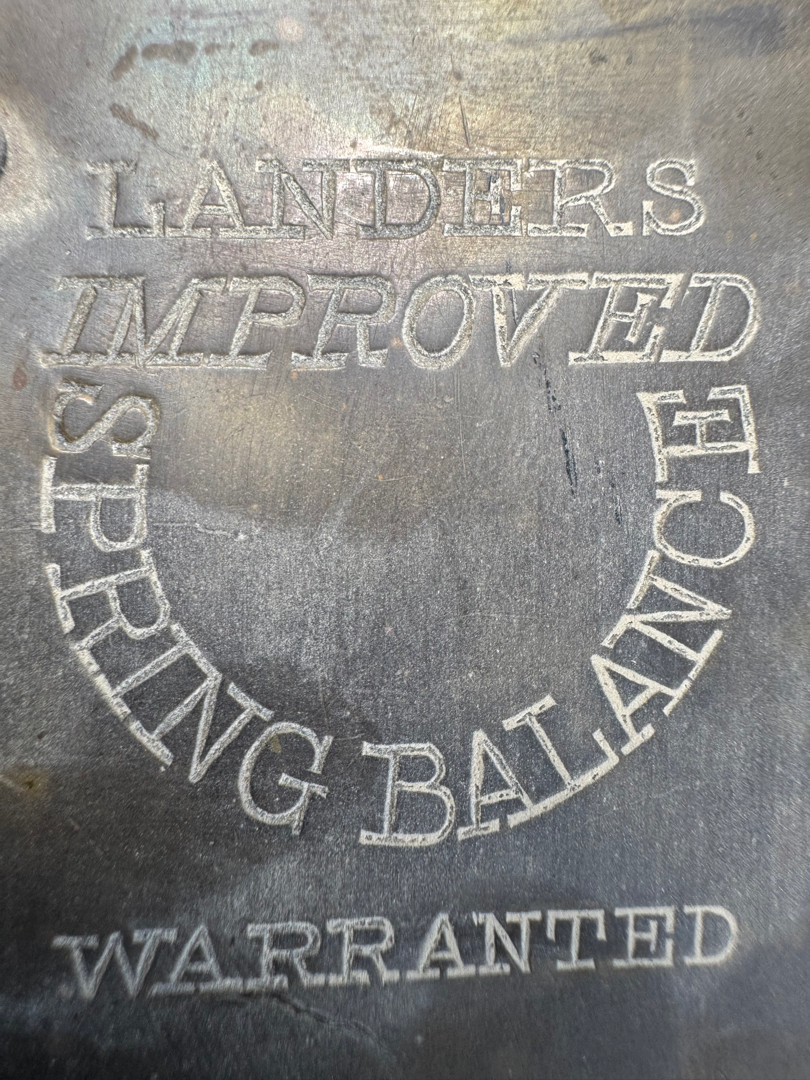 LANDERS
IMPROVED
SPRING BALANCE
WARRANTED